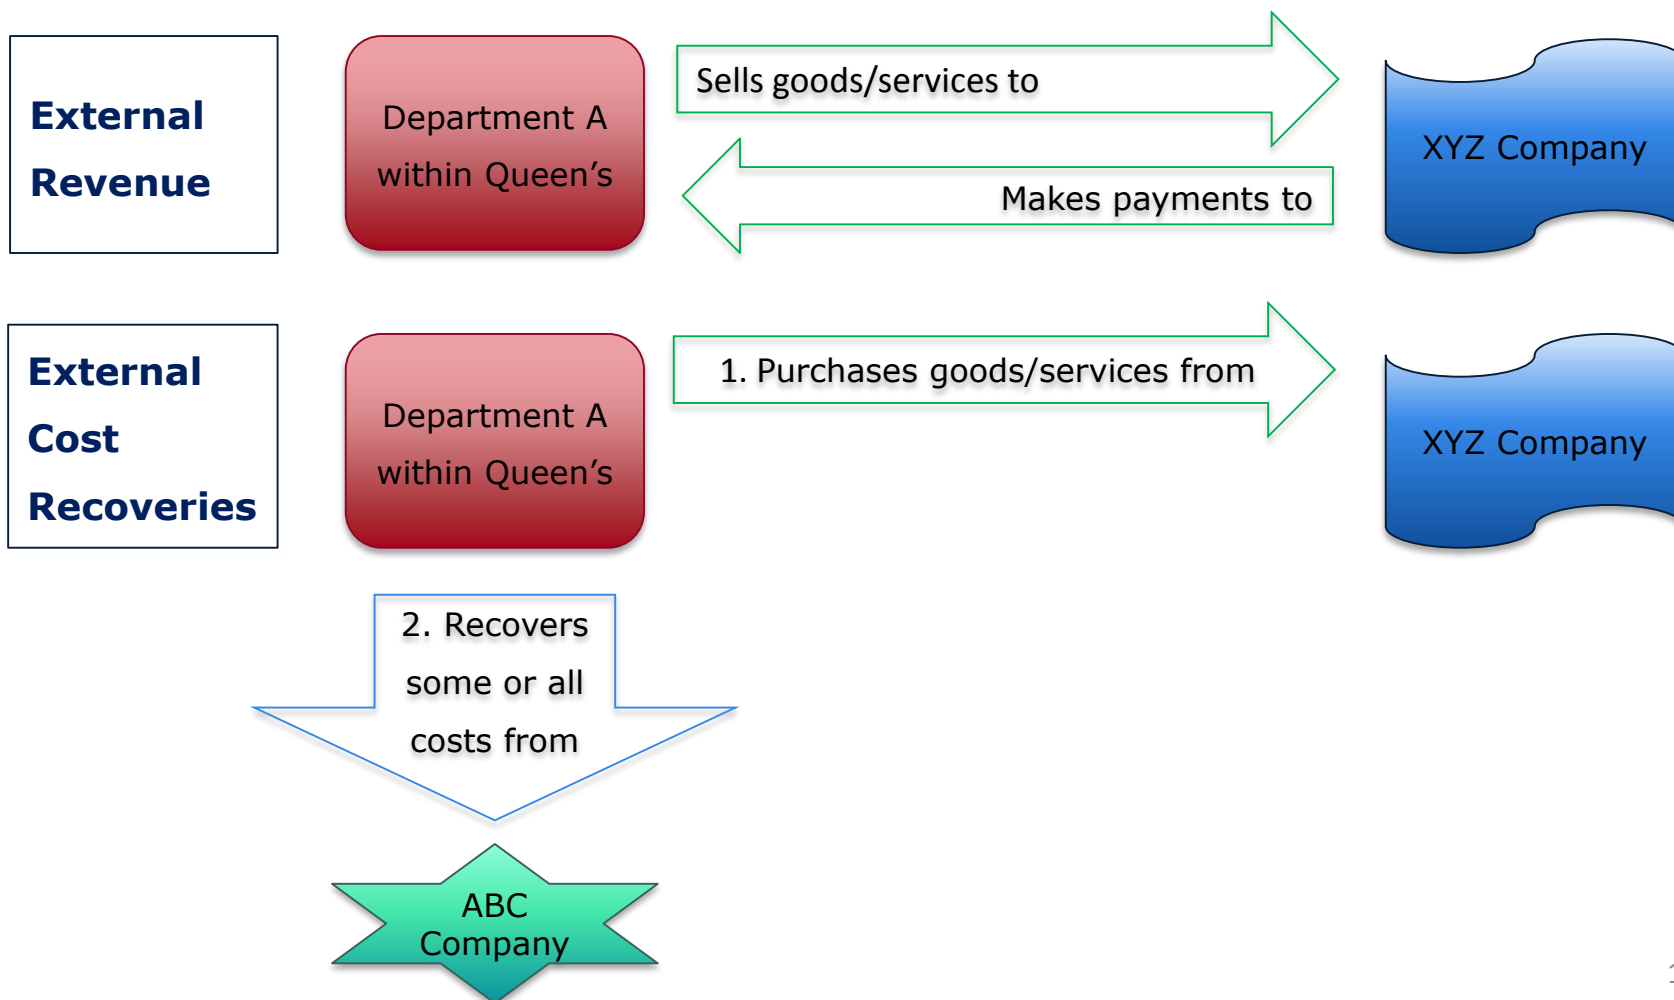 External
Revenue
Department A
within Queen’s
Sells goods/services to
Makes payments to
XYZ Company
External
Cost
Recoveries
Department A
within Queen’s
1. Purchases goods/services from
XYZ Company
2. Recovers
some or all
costs from
ABC
Company